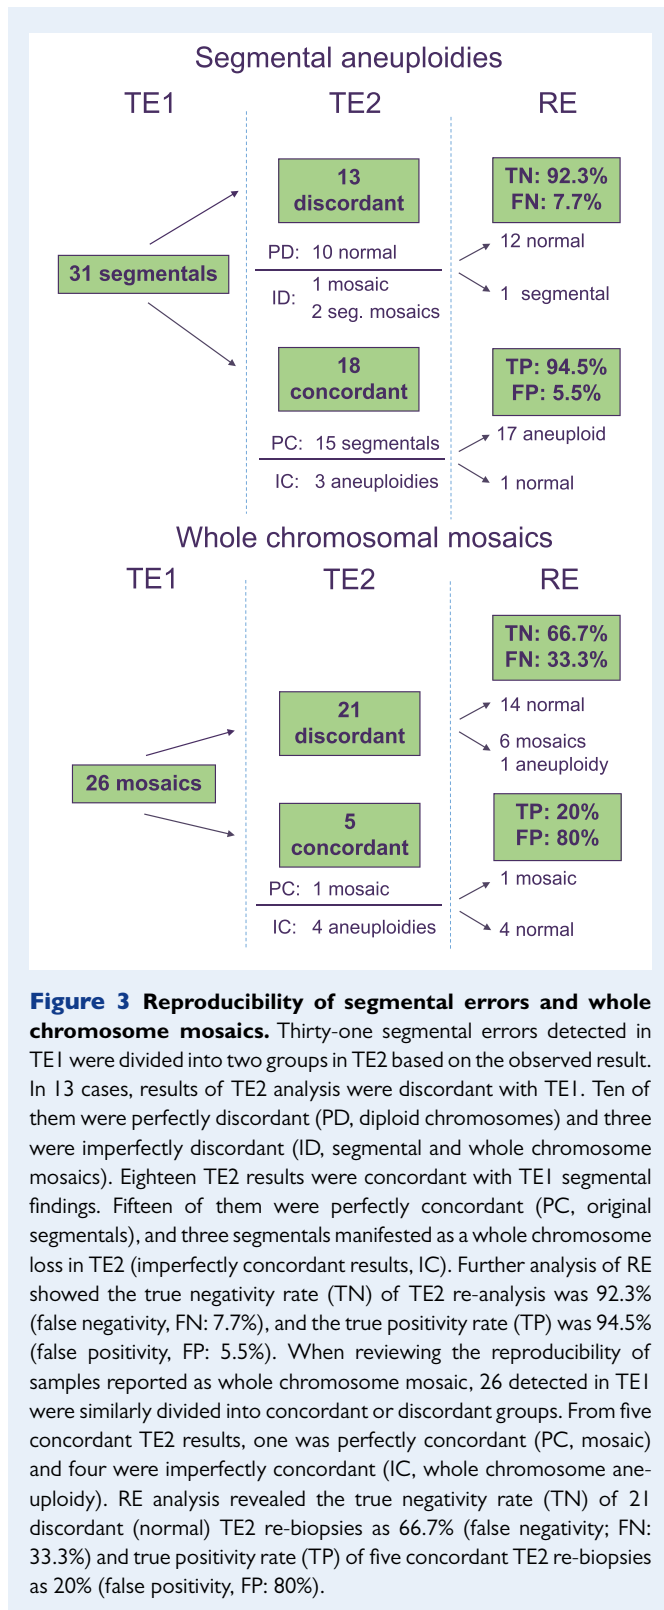 Segmental aneuploidies
TE1 TE2 RE
13
discordant
TN: 92.3%
FN: 7.7%
31 segmentals
PD: 10 normal
ID: 1 mosaic
2 seg. mosaics
12 normal
1 segmental
18
concordant
TP: 94.5%
FP: 5.5%
PC: 15 segmentals
IC: 3 aneuploidies
17 aneuploid
1 normal
Whole chromosomal mosaics
TE1 TE2 RE
TN: 66.7%
FN: 33.3%
21
discordant
14 normal
6 mosaics
1 aneuploidy
26 mosaics
5
concordant
TP: 20%
FP: 80%
PC: 1 mosaic
IC: 4 aneuploidies
1 mosaic
4 normal
Figure 3 Reproducibility of segmental errors and whole
chromosome mosaics. Thirty-one segmental errors detected in
TE1 were divided into two groups in TE2 based on the observed result.
In 13 cases, results of TE2 analysis were discordant with TE1. Ten of
them were perfectly discordant (PD, diploid chromosomes) and three
were imperfectly discordant (ID, segmental and whole chromosome
mosaics). Eighteen TE2 results were concordant with TE1 segmental
findings. Fifteen of them were perfectly concordant (PC, original
segmentals), and three segmentals manifested as a whole chromosome
loss in TE2 (imperfectly concordant results, IC). Further analysis of RE
showed the true negativity rate (TN) of TE2 re-analysis was 92.3%
(false negativity, FN: 7.7%), and the true positivity rate (TP) was 94.5%
(false positivity, FP: 5.5%). When reviewing the reproducibility of
samples reported as whole chromosome mosaic, 26 detected in TE1
were similarly divided into concordant or discordant groups. From five
concordant TE2 results, one was perfectly concordant (PC, mosaic)
and four were imperfectly concordant (IC, whole chromosome ane-
uploidy). RE analysis revealed the true negativity rate (TN) of 21
discordant (normal) TE2 re-biopsies as 66.7% (false negativity; FN:
33.3%) and true positivity rate (TP) of five concordant TE2 re-biopsies
as 20% (false positivity, FP: 80%).